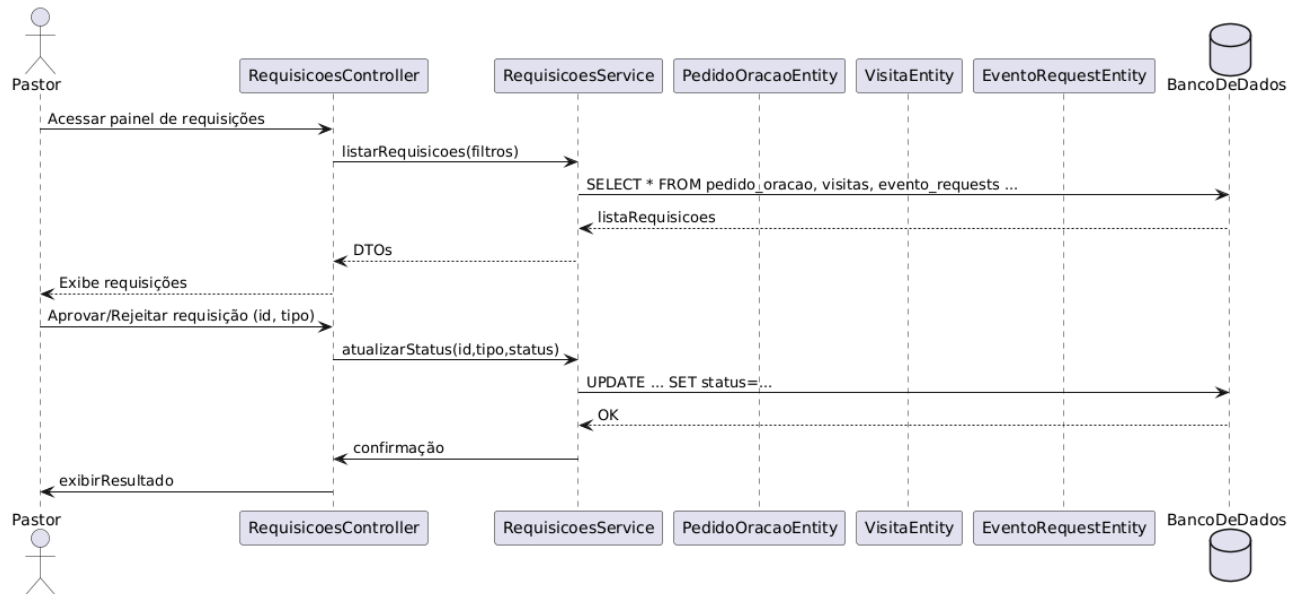 Pastor
RequisicoesController
RequisicoesService
PedidoOracaoEntity
VisitaEntity
EventoRequestEntity
BancoDeDados
Acessar painel de requisições
listarRequisicoes(filtros)
SELECT * FROM pedido_oracao, visitas, evento_requests ...
listaRequisicoes
DTOs
Exibe requisições
Aprovar/Rejeitar requisição (id, tipo)
atualizarStatus(id,tipo,status)
UPDATE ... SET status=...
OK
confirmação
exibirResultado
Pastor
RequisicoesController
RequisicoesService
PedidoOracaoEntity
VisitaEntity
EventoRequestEntity
BancoDeDados